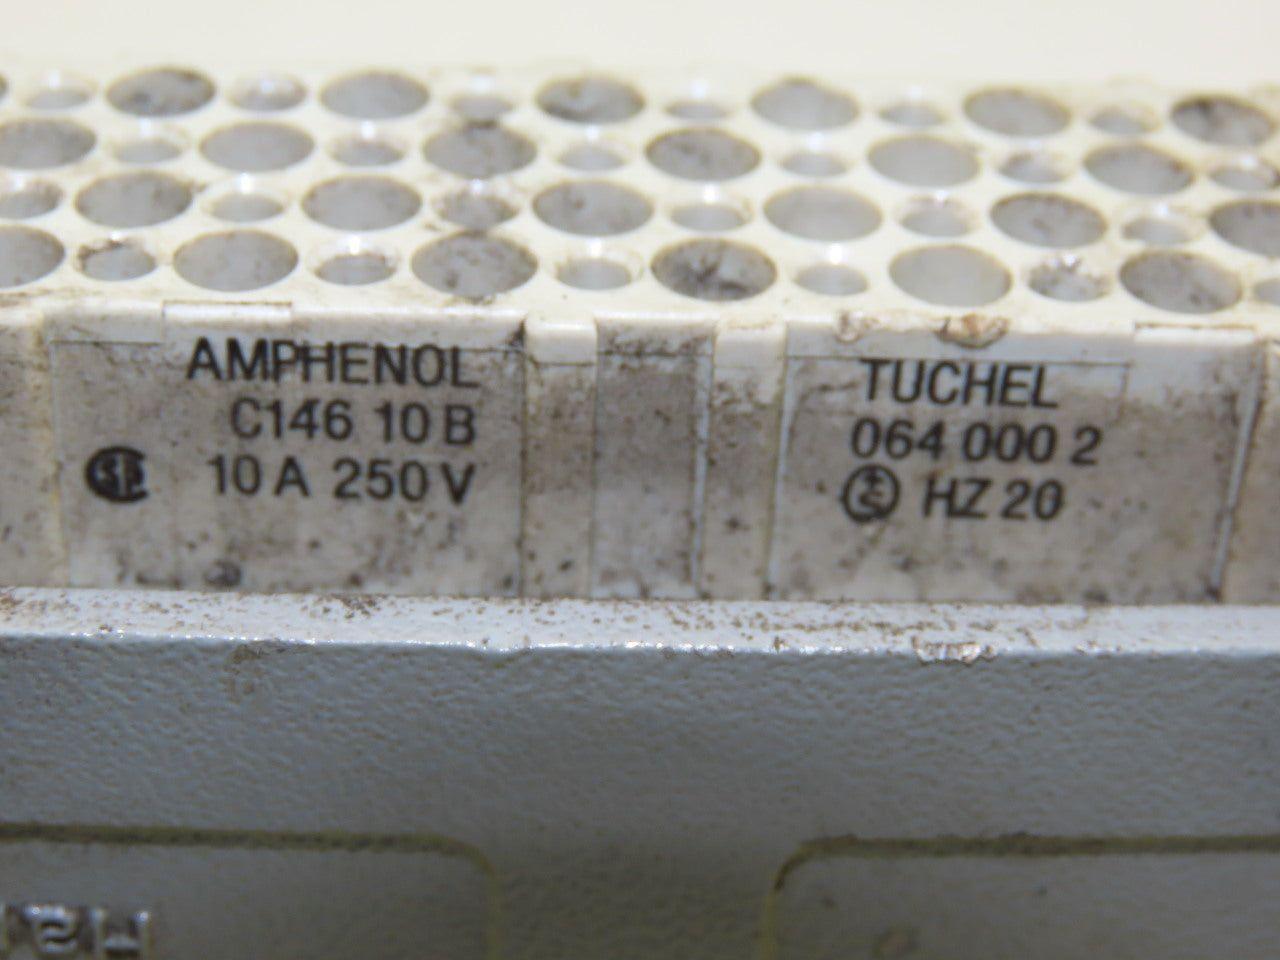 AMPHENOL
C146 10 B
10 A 250 V
TUCHEL
064 000 2
HZ 20